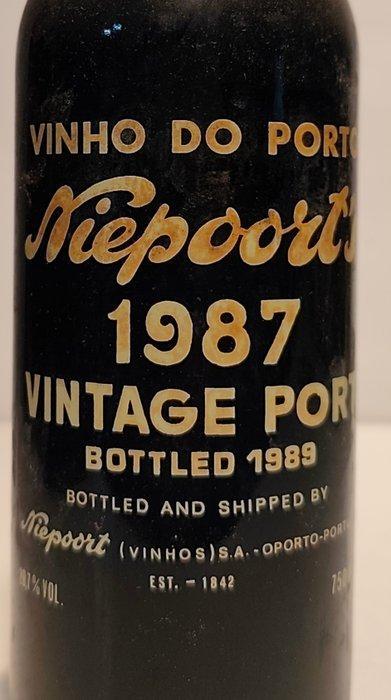 VINHO DO PORTO
Niepoort's
1987
VINTAGE PORT
BOTTLED 1989
BOTTLED AND SHIPPED BY
Niepoort (VINHOS) S.A. - OPORTO-PORT
EST. - 1842
% VOL.